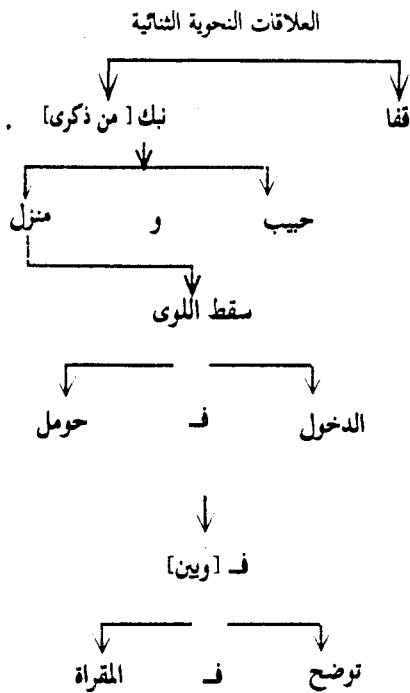 العلاقات النحوية الثنائية
قفا نبك [ من ذكرى]
حبيب و منزل
سقط اللوى
الدخول فـ حومل
فـ [وبين]
توضح فـ المقراة